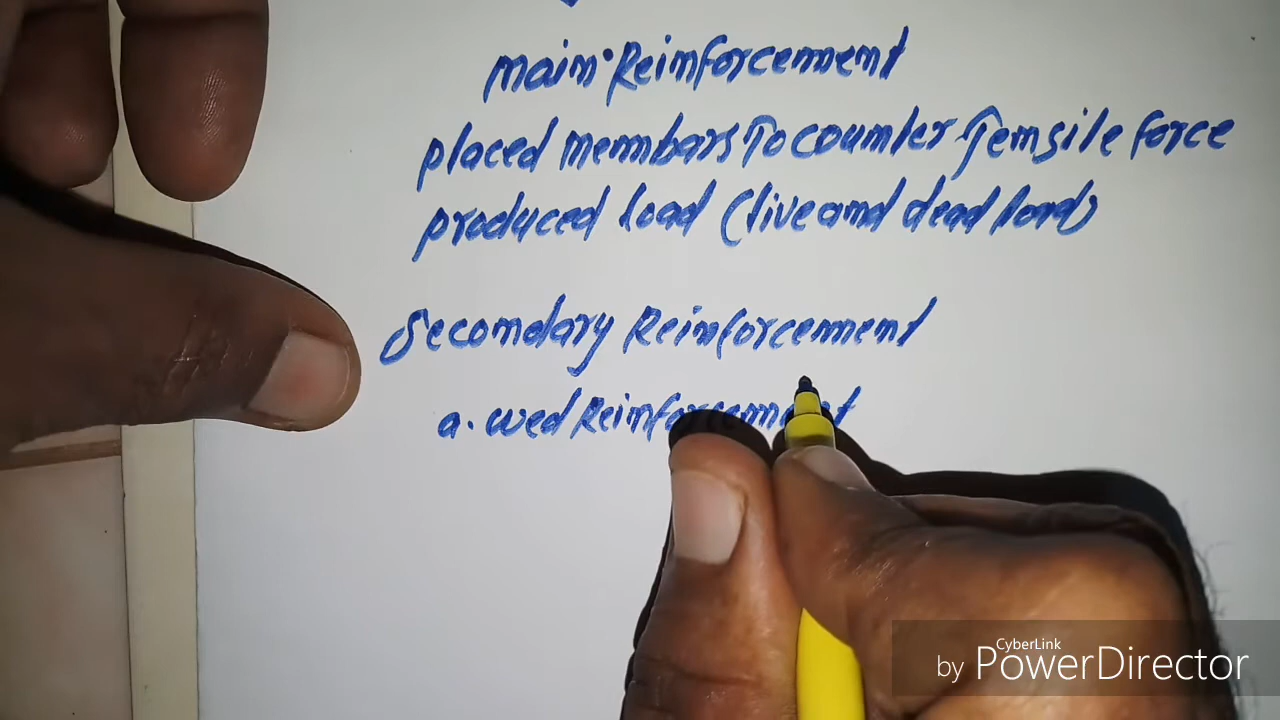 Main Reinforcement
placed members To counter Tensile force
produced load (live and dead load)
Secondary Reinforcement
a. wed Reinforcement
CyberLink
by PowerDirector